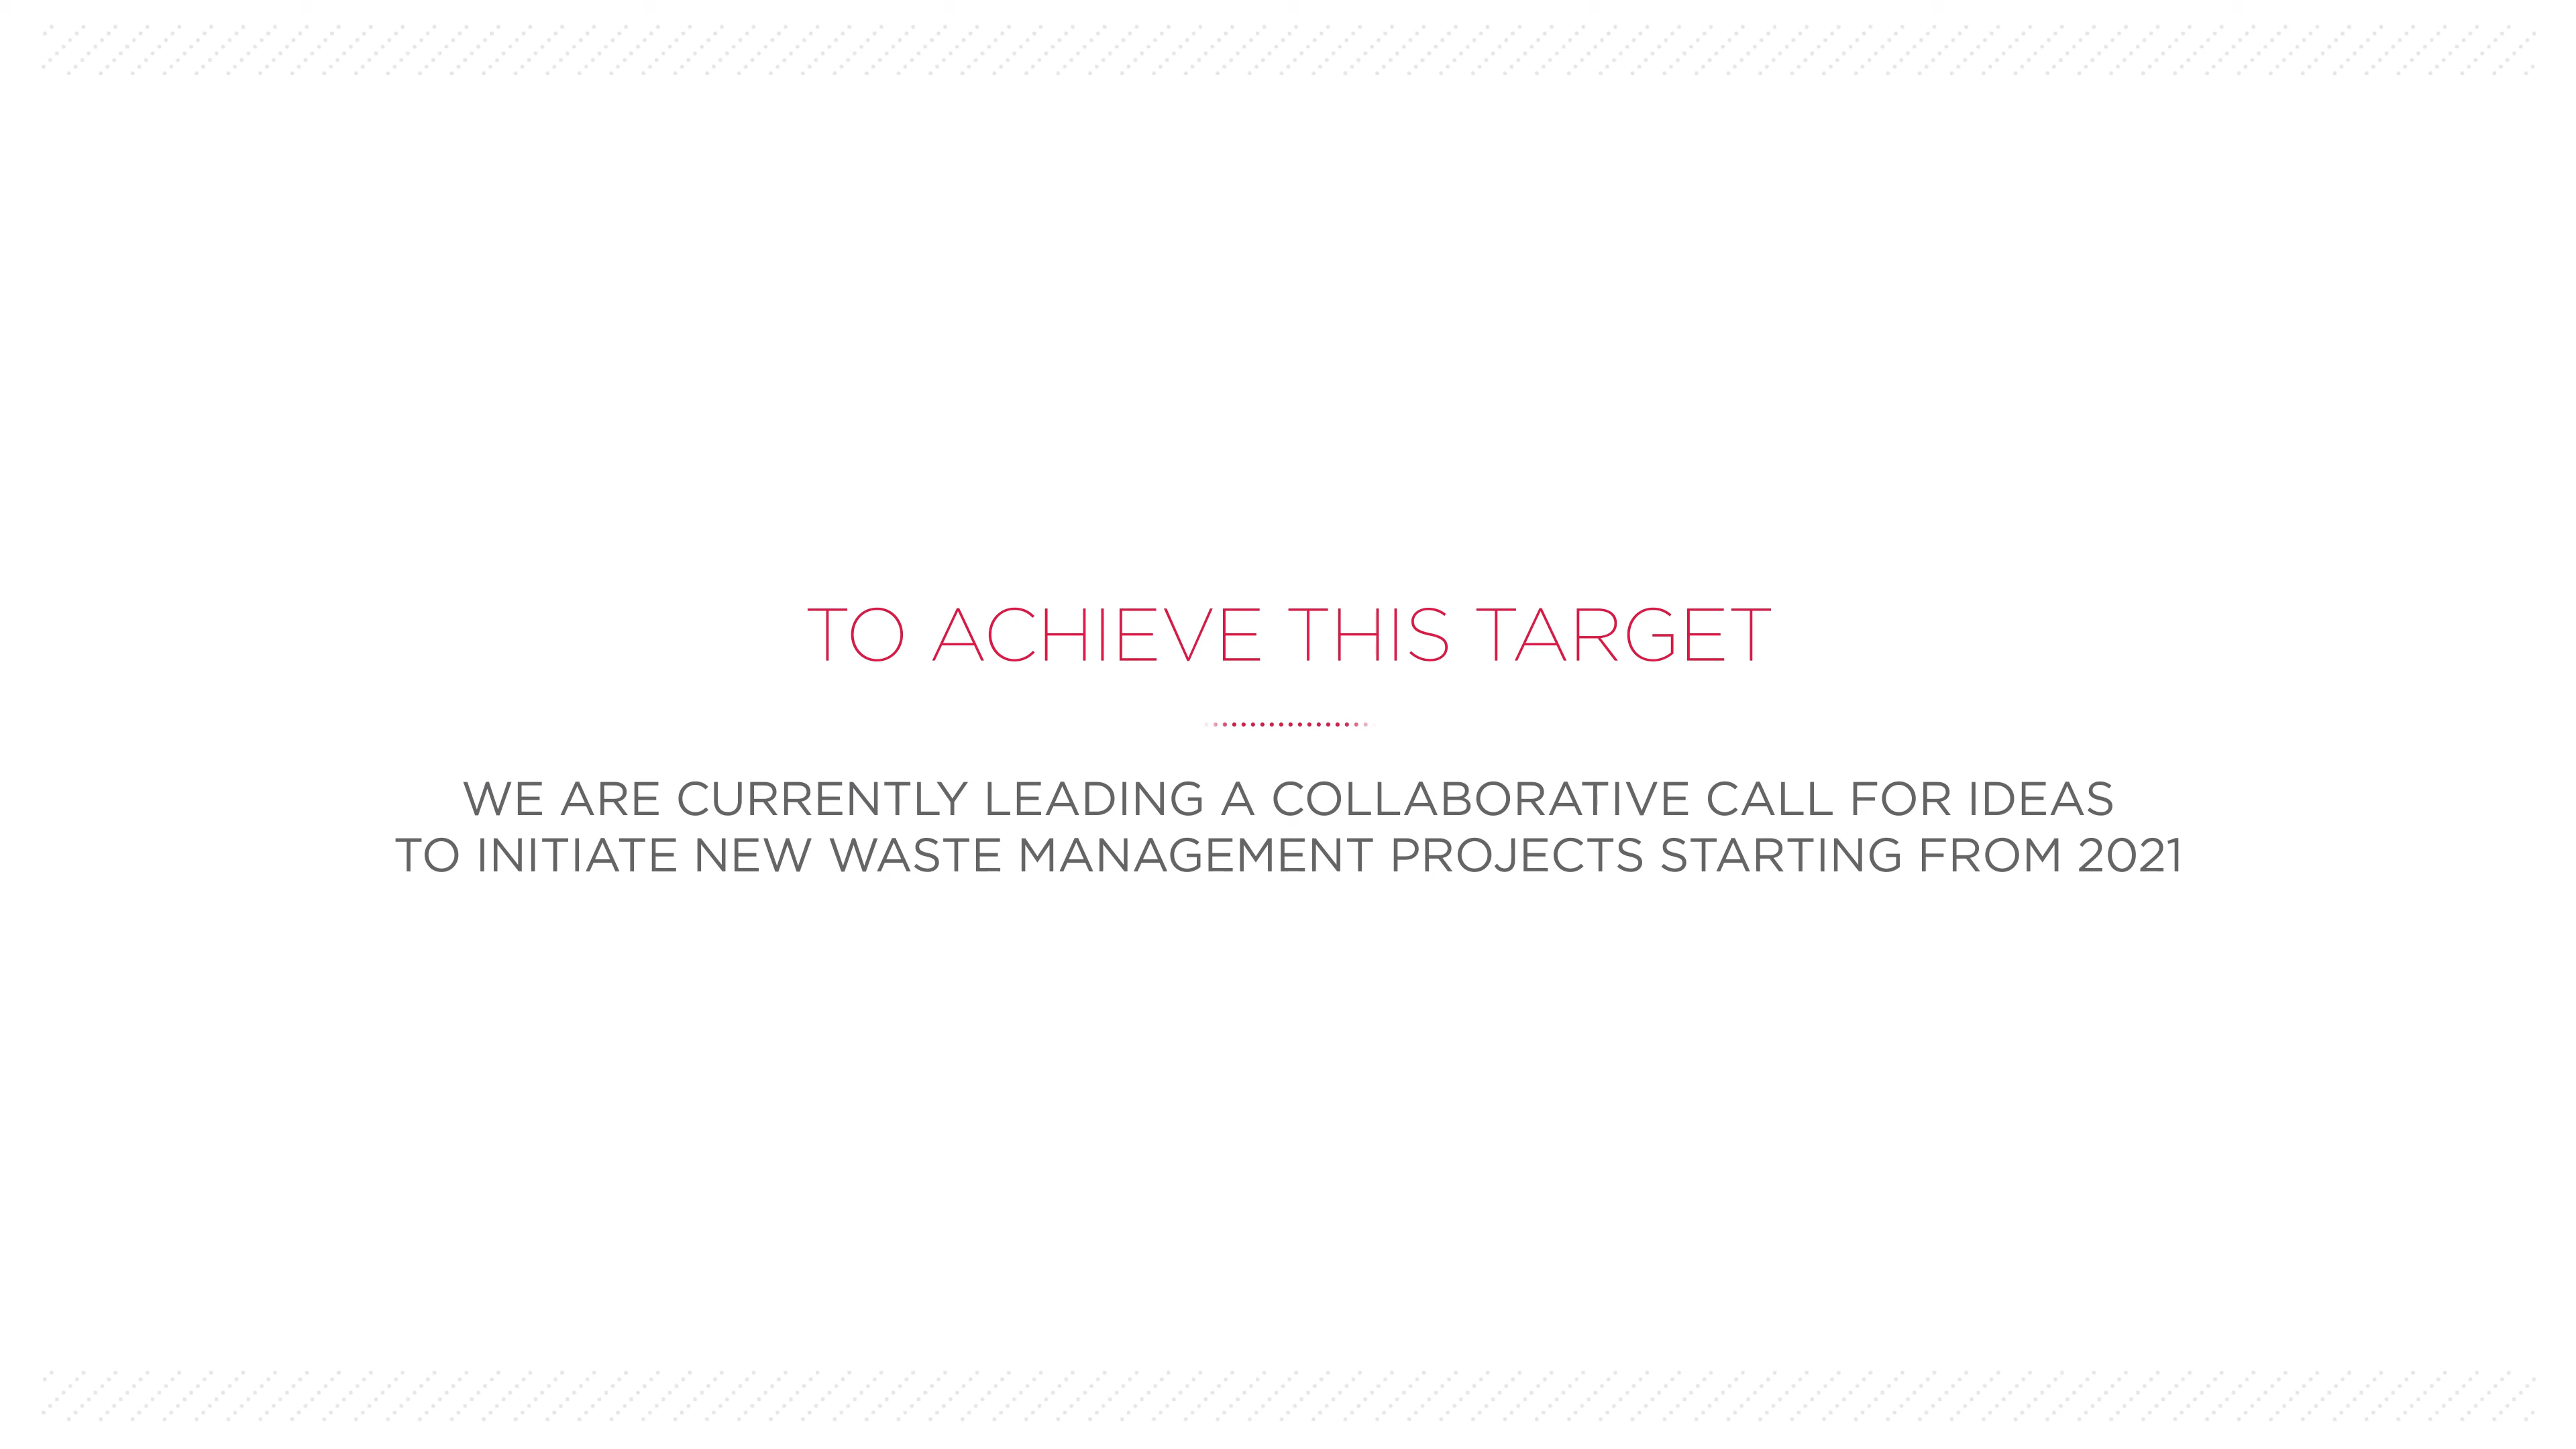 TO ACHIEVE THIS TARGET
WE ARE CURRENTLY LEADING A COLLABORATIVE CALL FOR IDEAS
TO INITIATE NEW WASTE MANAGEMENT PROJECTS STARTING FROM 2021